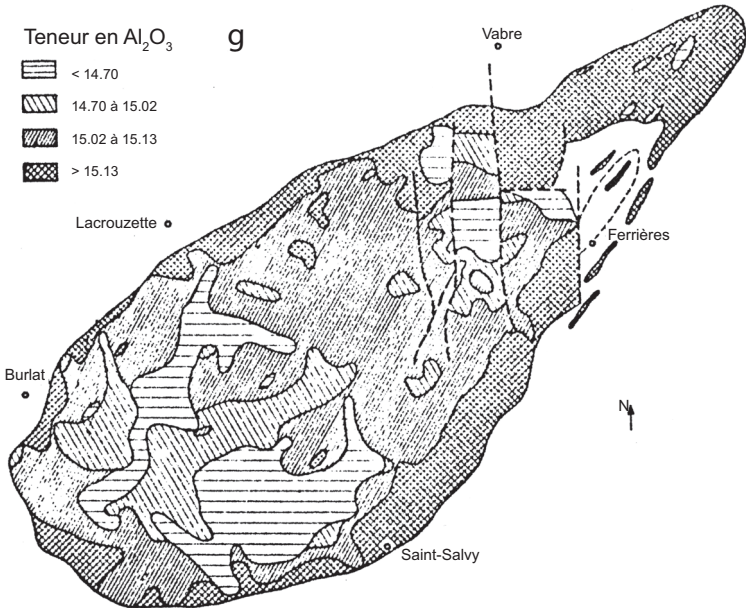 Teneur en Al₂O₃
g
< 14.70
14.70 à 15.02
15.02 à 15.13
> 15.13
Vabre
Lacrouzette
Ferrières
Burlat
N
Saint-Salvy